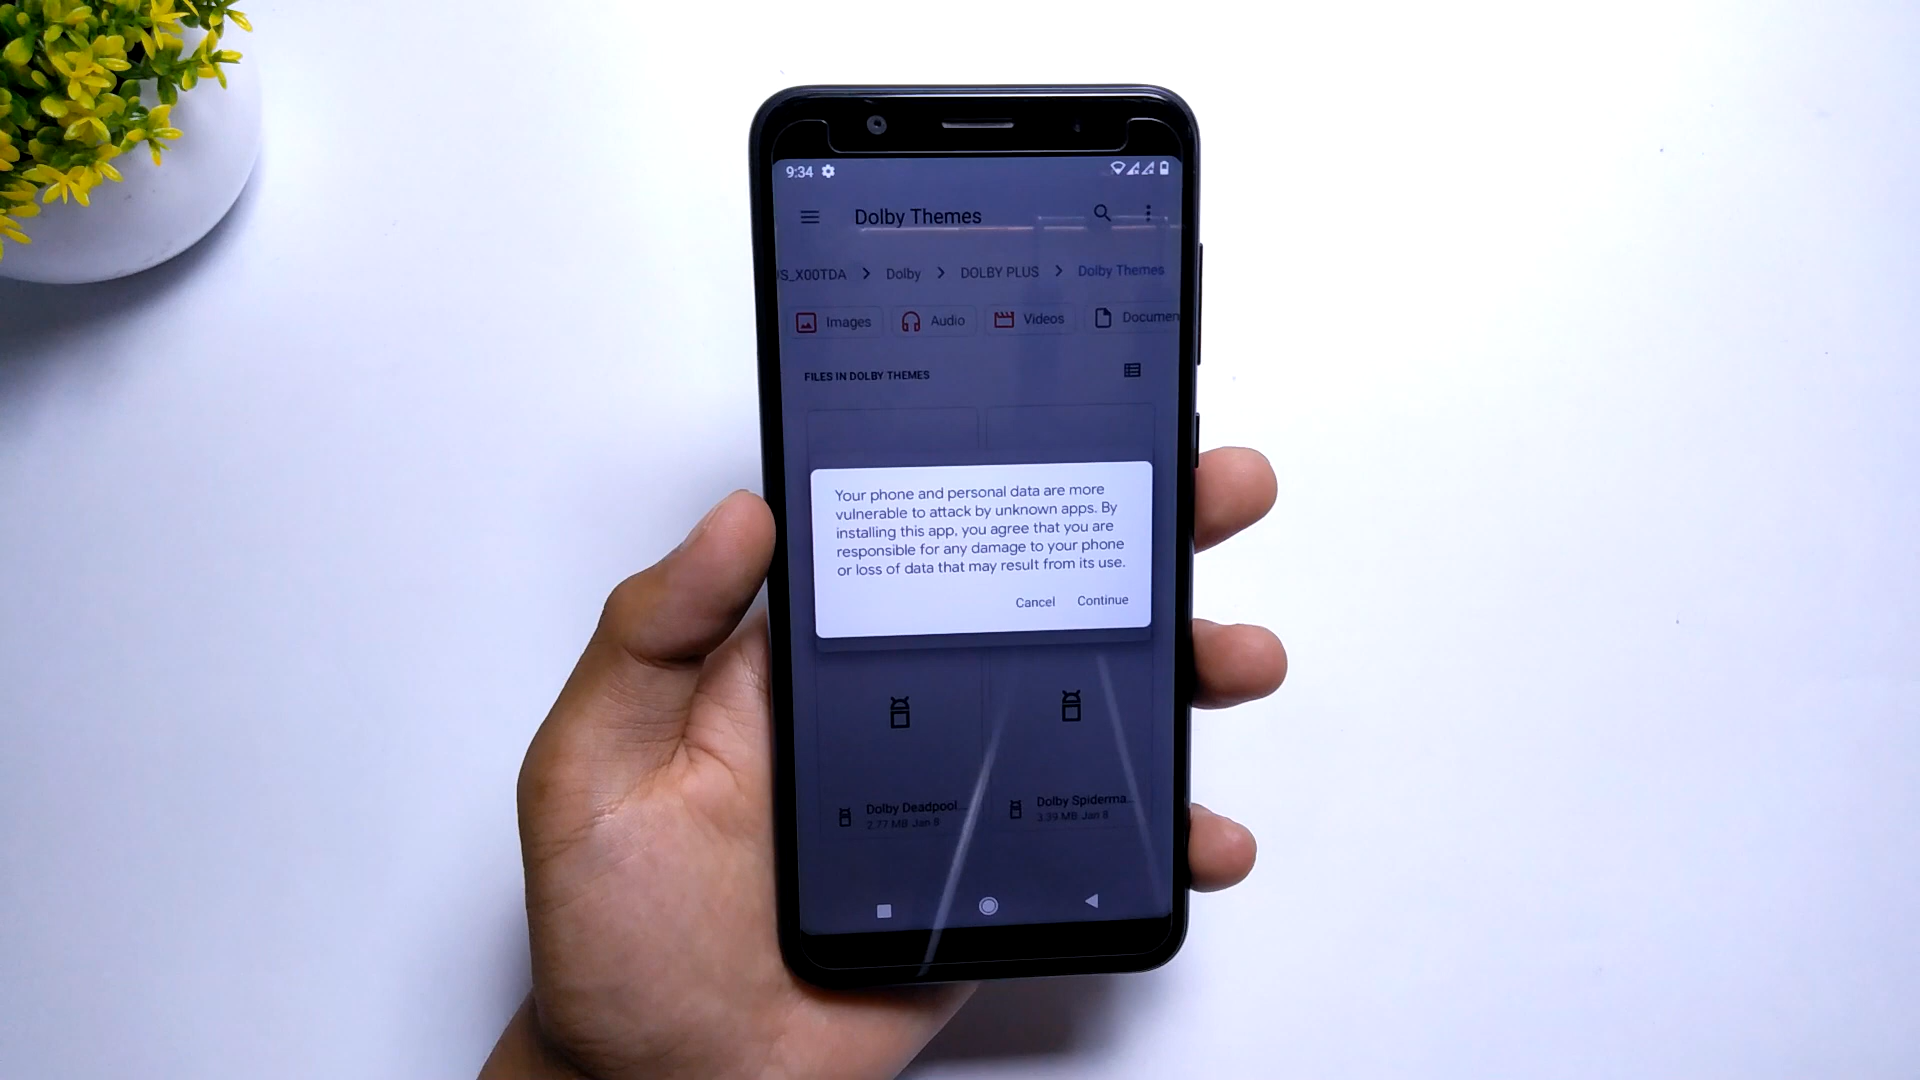 9:34
Dolby Themes
S_X00TDA > Dolby > DOLBY PLUS > Dolby Themes
Images Audio Videos Documen
FILES IN DOLBY THEMES
Your phone and personal data are more
vulnerable to attack by unknown apps. By
installing this app, you agree that you are
responsible for any damage to your phone
or loss of data that may result from its use.
Cancel Continue
Dolby Deadpool...
2.77 MB Jan 8
Dolby Spiderma...
3.39 MB Jan 8